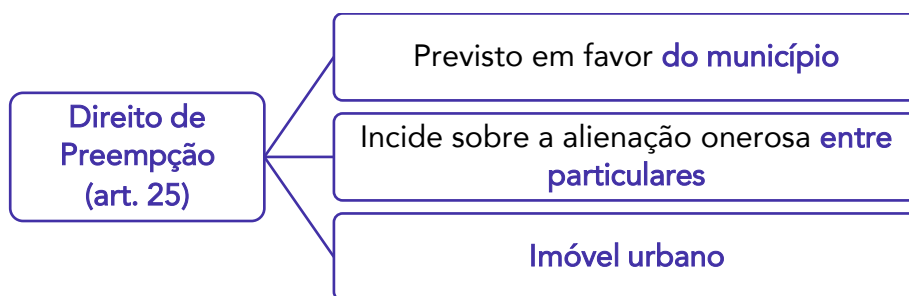 Direito de
Preempção
(art. 25)
Previsto em favor do município
Incide sobre a alienação onerosa entre
particulares
Imóvel urbano